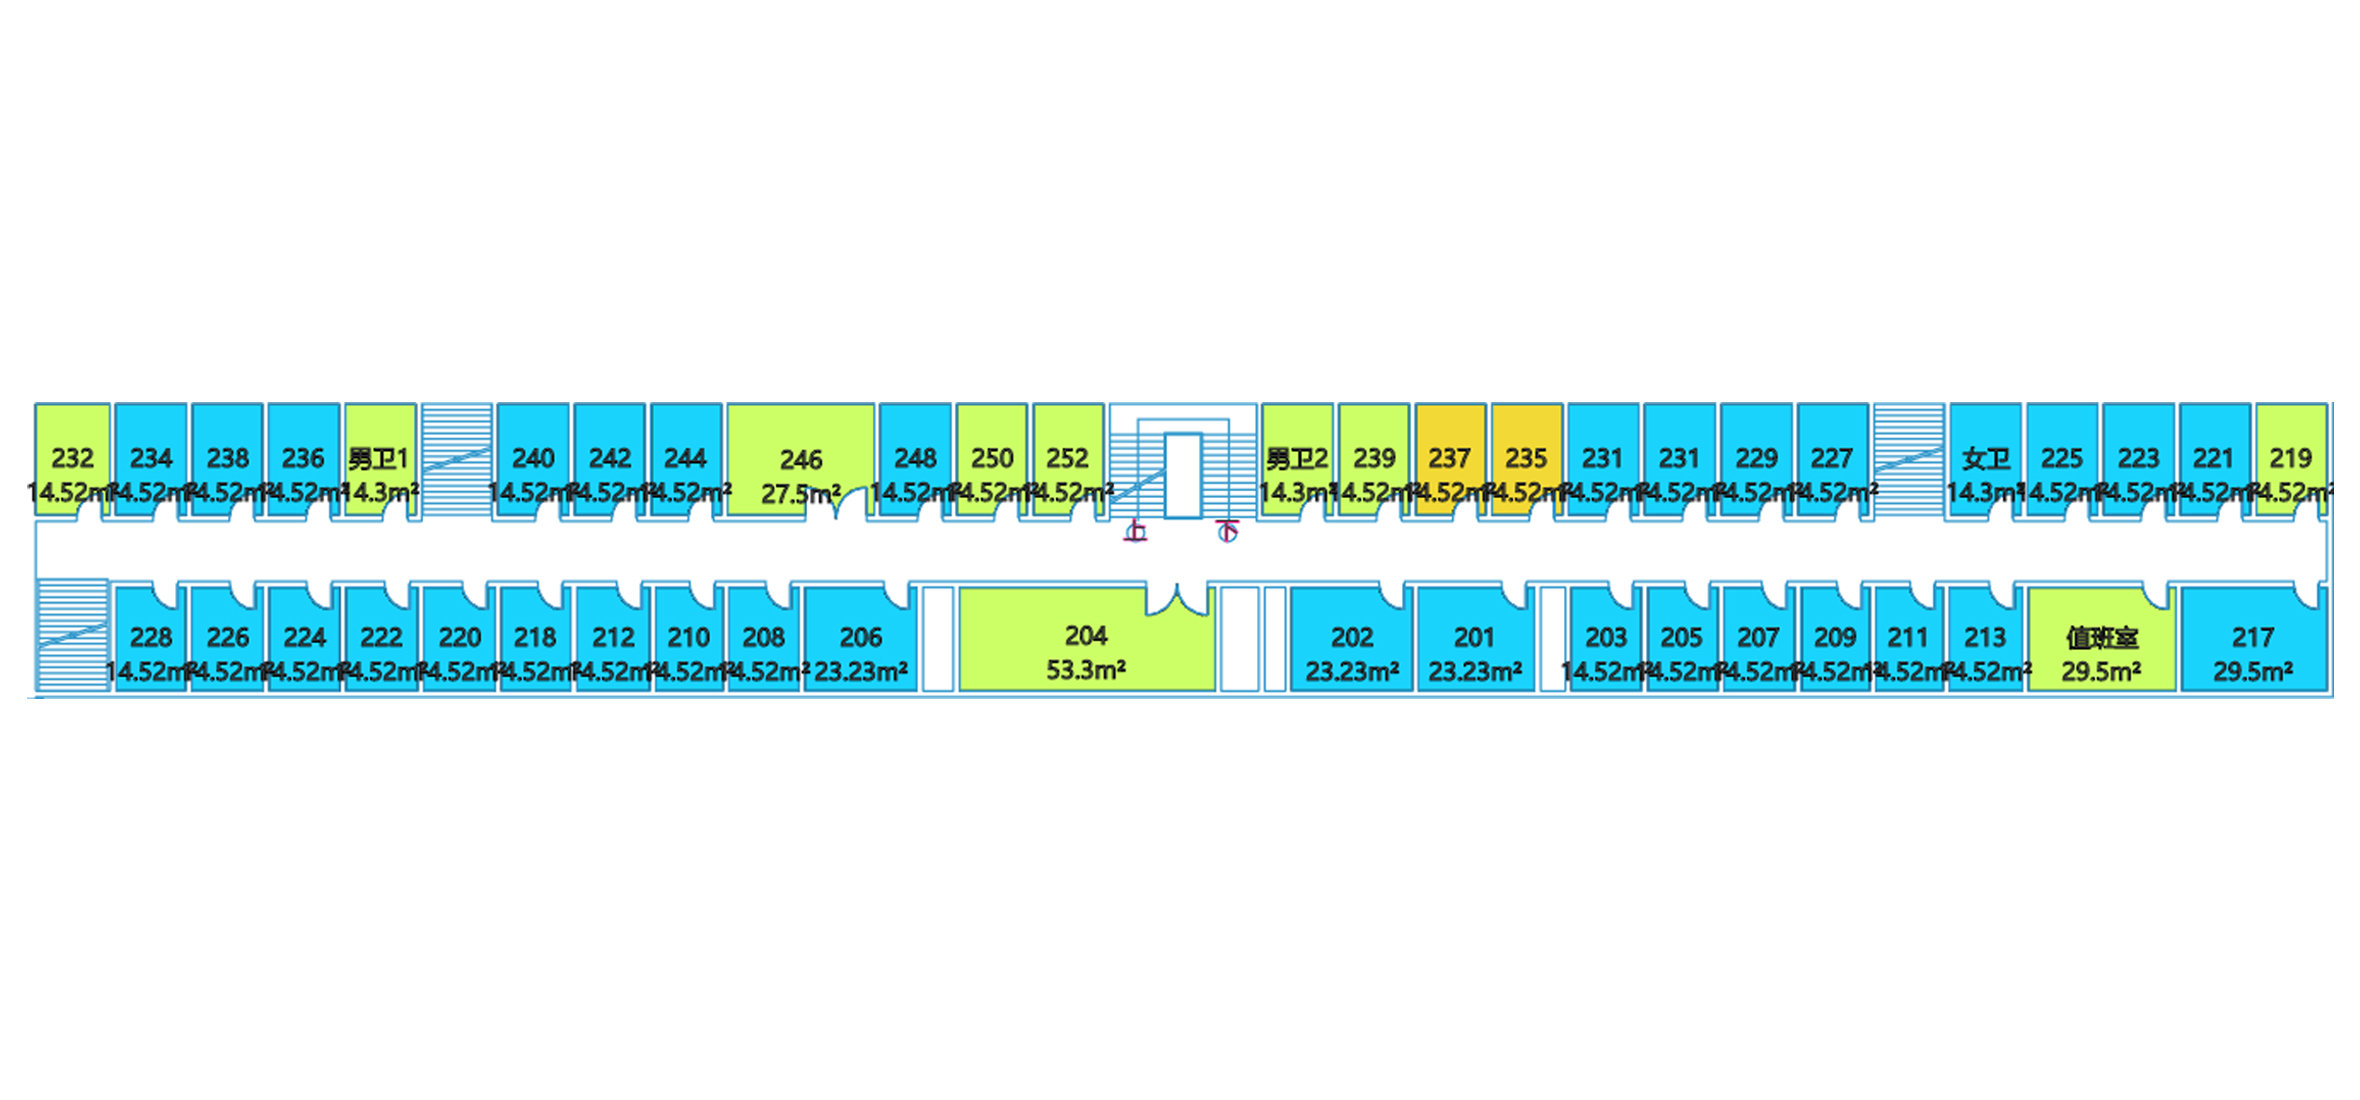 232
14.52m²
234
14.52m²
238
14.52m²
236
14.52m²
男卫1
14.3m²
240
14.52m²
242
14.52m²
244
14.52m²
246
27.5m²
248
14.52m²
250
14.52m²
252
14.52m²
上
下
男卫2
14.3m²
239
14.52m²
237
14.52m²
235
14.52m²
231
14.52m²
231
14.52m²
229
14.52m²
227
14.52m²
女卫
14.3m²
225
14.52m²
223
14.52m²
221
14.52m²
219
14.52m²
228
14.52m²
226
14.52m²
224
14.52m²
222
14.52m²
220
14.52m²
218
14.52m²
212
14.52m²
210
14.52m²
208
14.52m²
206
23.23m²
204
53.3m²
202
23.23m²
201
23.23m²
203
14.52m²
205
14.52m²
207
14.52m²
209
14.52m²
211
14.52m²
213
14.52m²
值班室
29.5m²
217
29.5m²